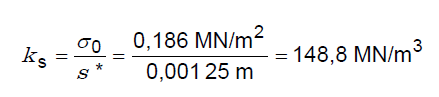 k_s = σ_0 / s* = 0,186 MN/m² / 0,001 25 m = 148,8 MN/m³